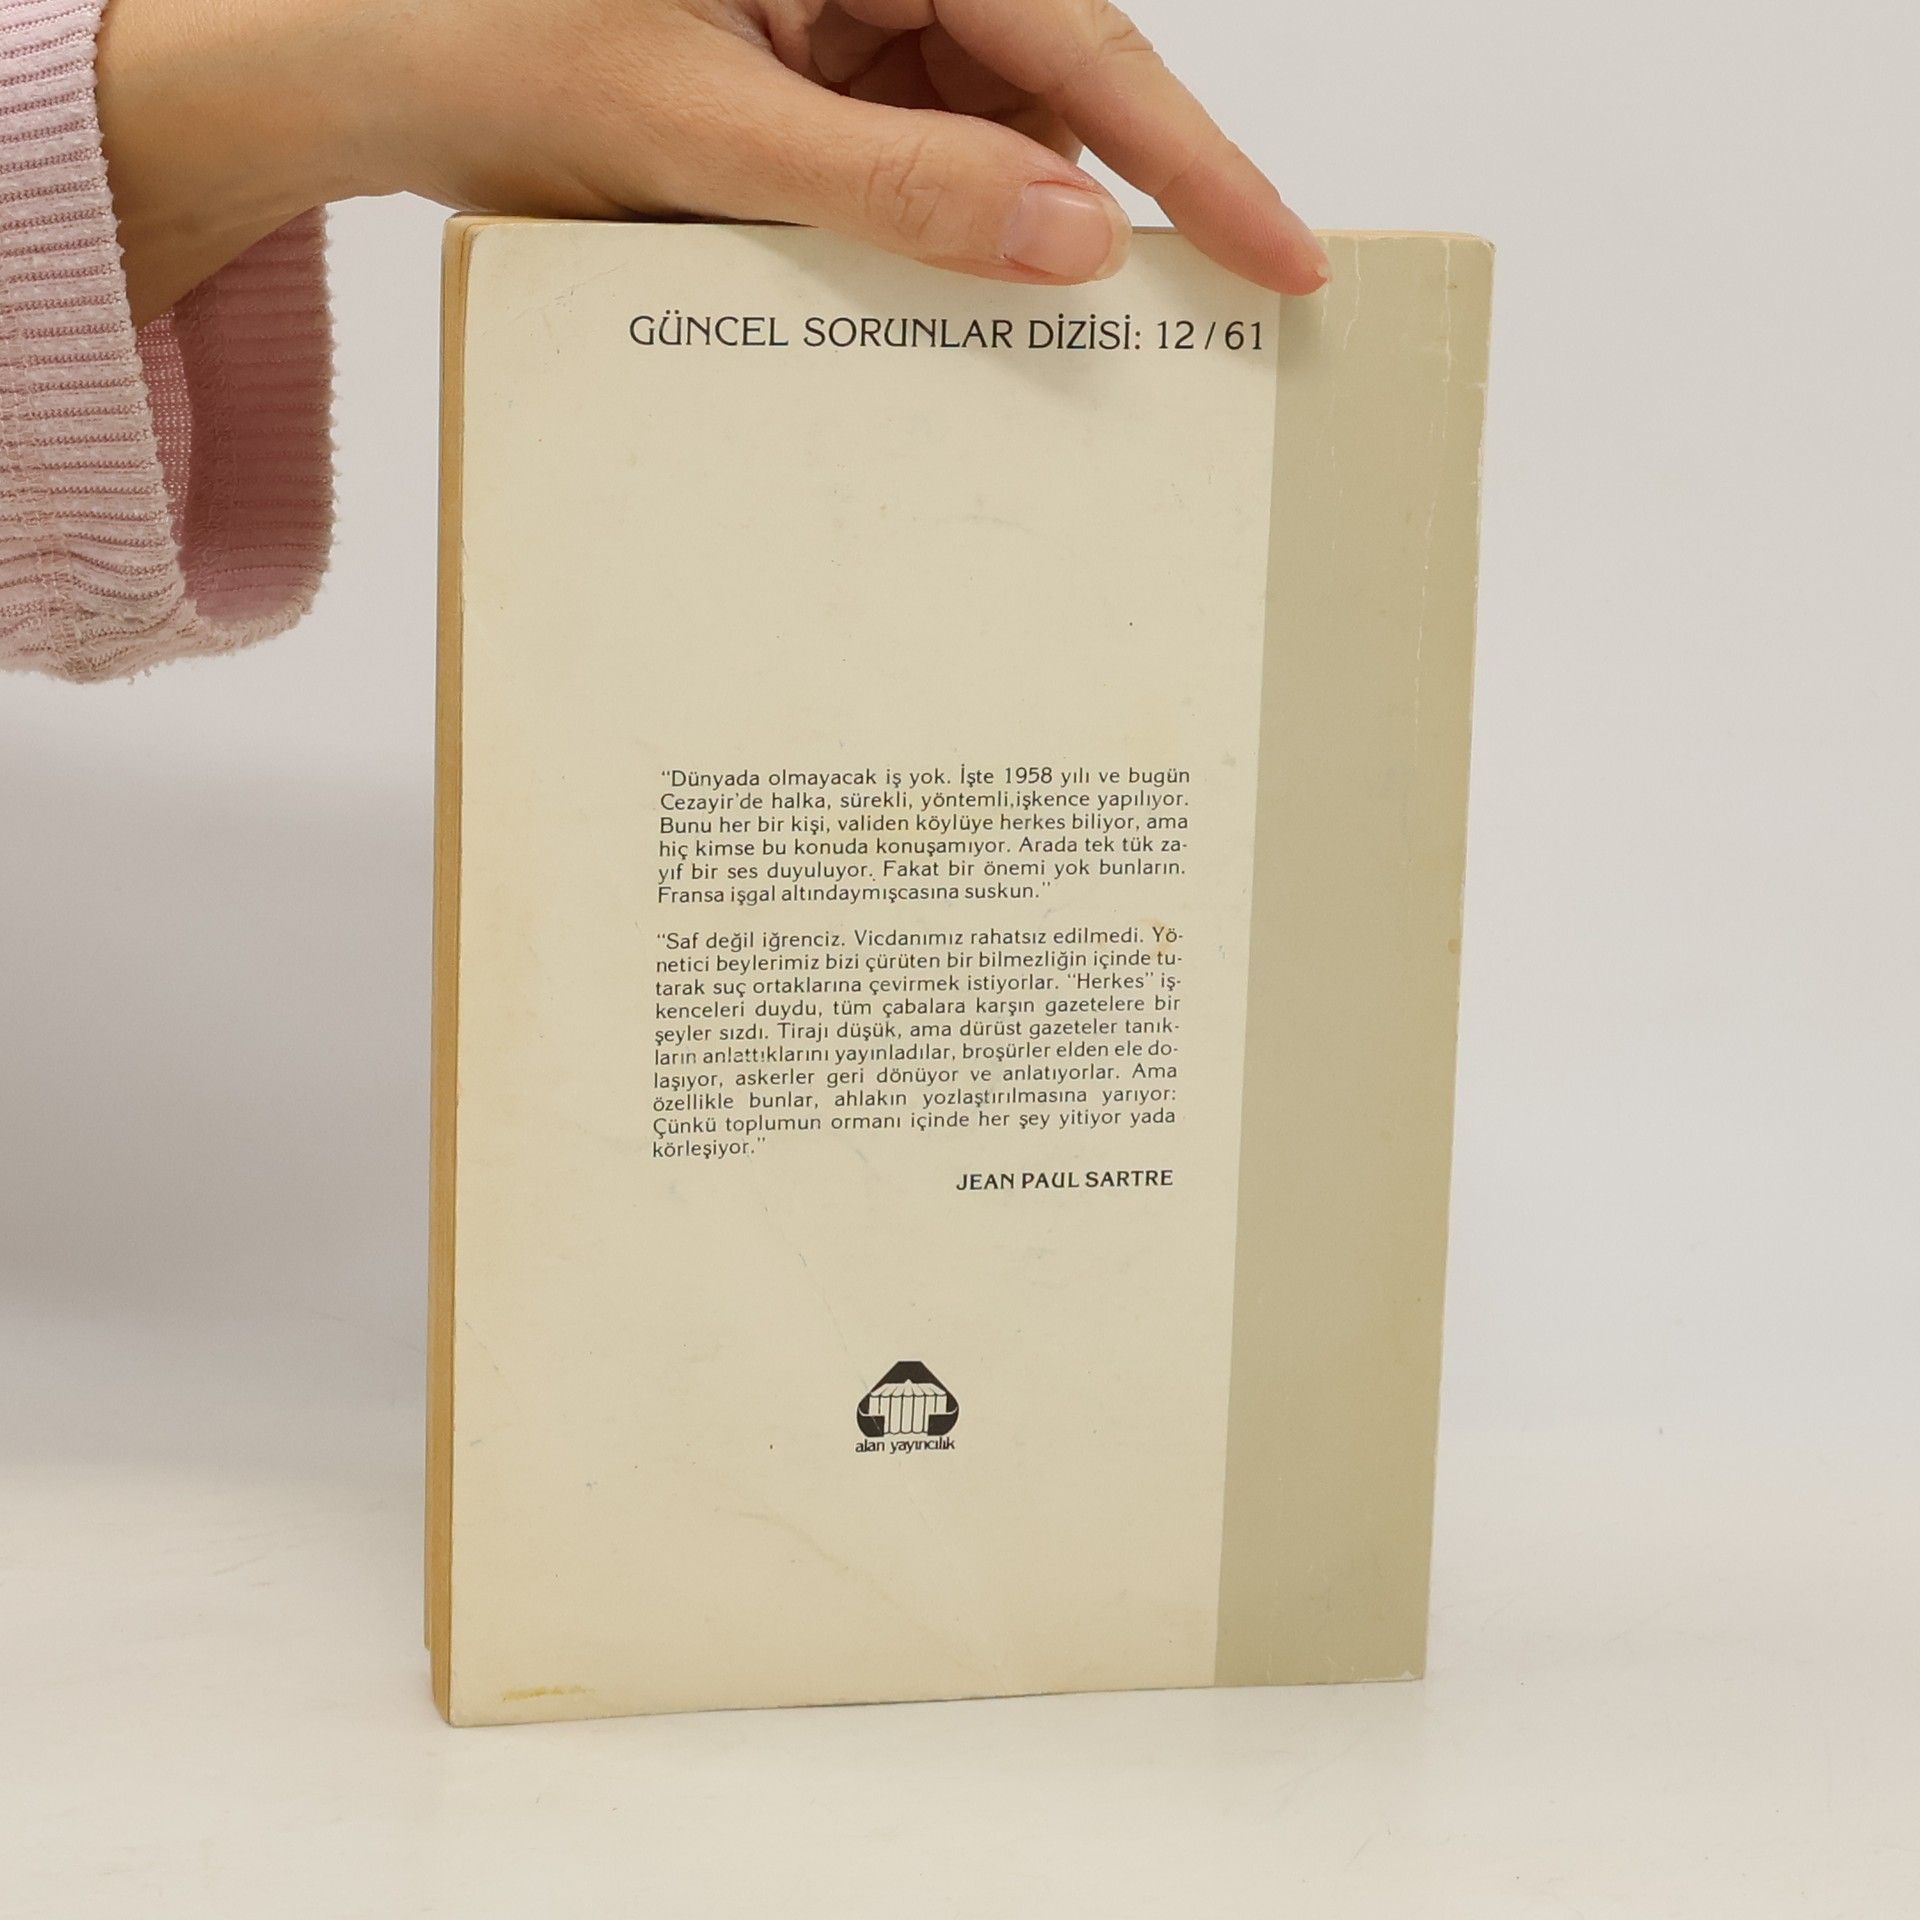 GÜNCEL SORUNLAR DİZİSİ: 12 / 61
“Dünyada olmayacak iş yok. İşte 1958 yılı ve bugün
Cezayir’de halka, sürekli, yöntemli,işkence yapılıyor.
Bunu her bir kişi, validen köylüye herkes biliyor, ama
hiç kimse bu konuda konuşamıyor. Arada tek tük za-
yıf bir ses duyuluyor. Fakat bir önemi yok bunların.
Fransa işgal altındaymışcasına suskun.”
“Saf değil iğrenciz. Vicdanımız rahatsız edilmedi. Yö-
netici beylerimiz bizi çürüten bir bilmezliğin içinde tu-
tarak suç ortaklarına çevirmek istiyorlar. “Herkes” iş-
kenceleri duydu, tüm çabalara karşın gazetelere bir
şeyler sızdı. Tirajı düşük, ama dürüst gazeteler tanık-
ların anlattıklarını yayınladılar, broşürler elden ele do-
laşıyor, askerler geri dönüyor ve anlatıyorlar. Ama
özellikle bunlar, ahlakın yozlaştırılmasına yarıyor:
Çünkü toplumun ormanı içinde her şey yitiyor yada
körleşiyor.”
JEAN PAUL SARTRE
alan yayıncılık